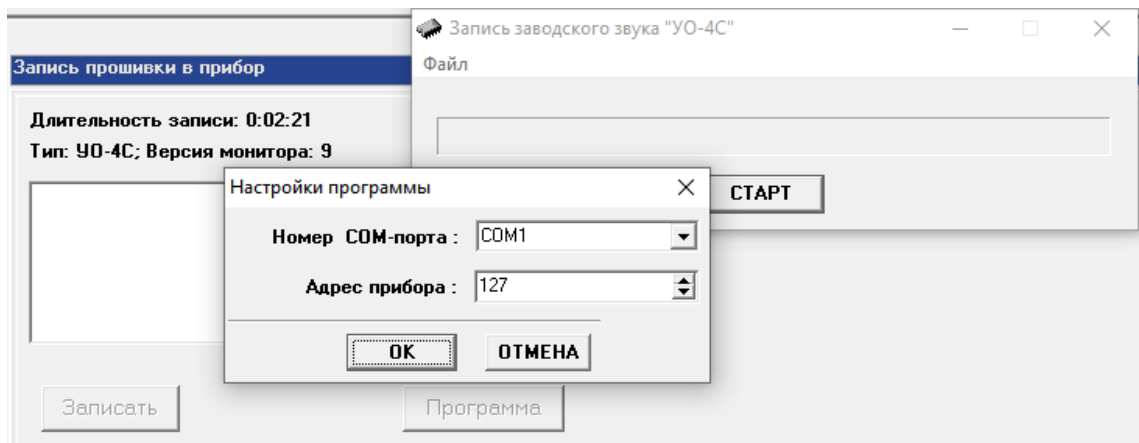 Запись заводского звука "УО-4С"
Файл
Запись прошивки в прибор
Длительность записи: 0:02:21
Тип: УО-4С; Версия монитора: 9
СТАРТ
Настройки программы
Номер COM-порта : COM1
Адрес прибора : 127
OK ОТМЕНА
Записать Программа